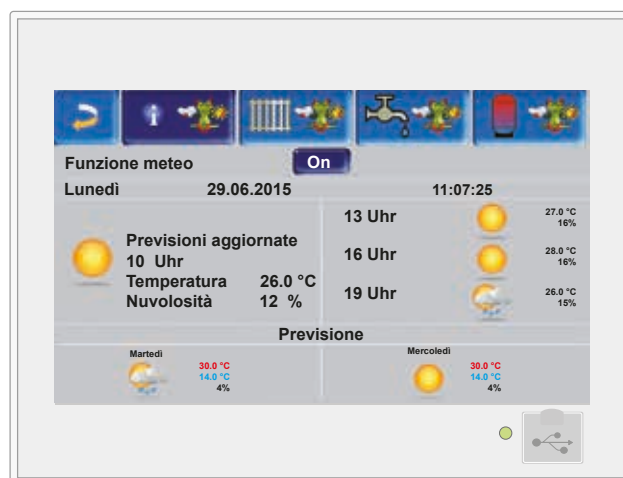 Funzione meteo On
Lunedì 29.06.2015 11:07:25
Previsioni aggiornate
10 Uhr
Temperatura 26.0 °C
Nuvolosità 12 %
13 Uhr 27.0 °C
16%
16 Uhr 28.0 °C
16%
19 Uhr 26.0 °C
15%
Previsione
Martedì
30.0 °C
14.0 °C
4%
Mercoledì
30.0 °C
14.0 °C
4%